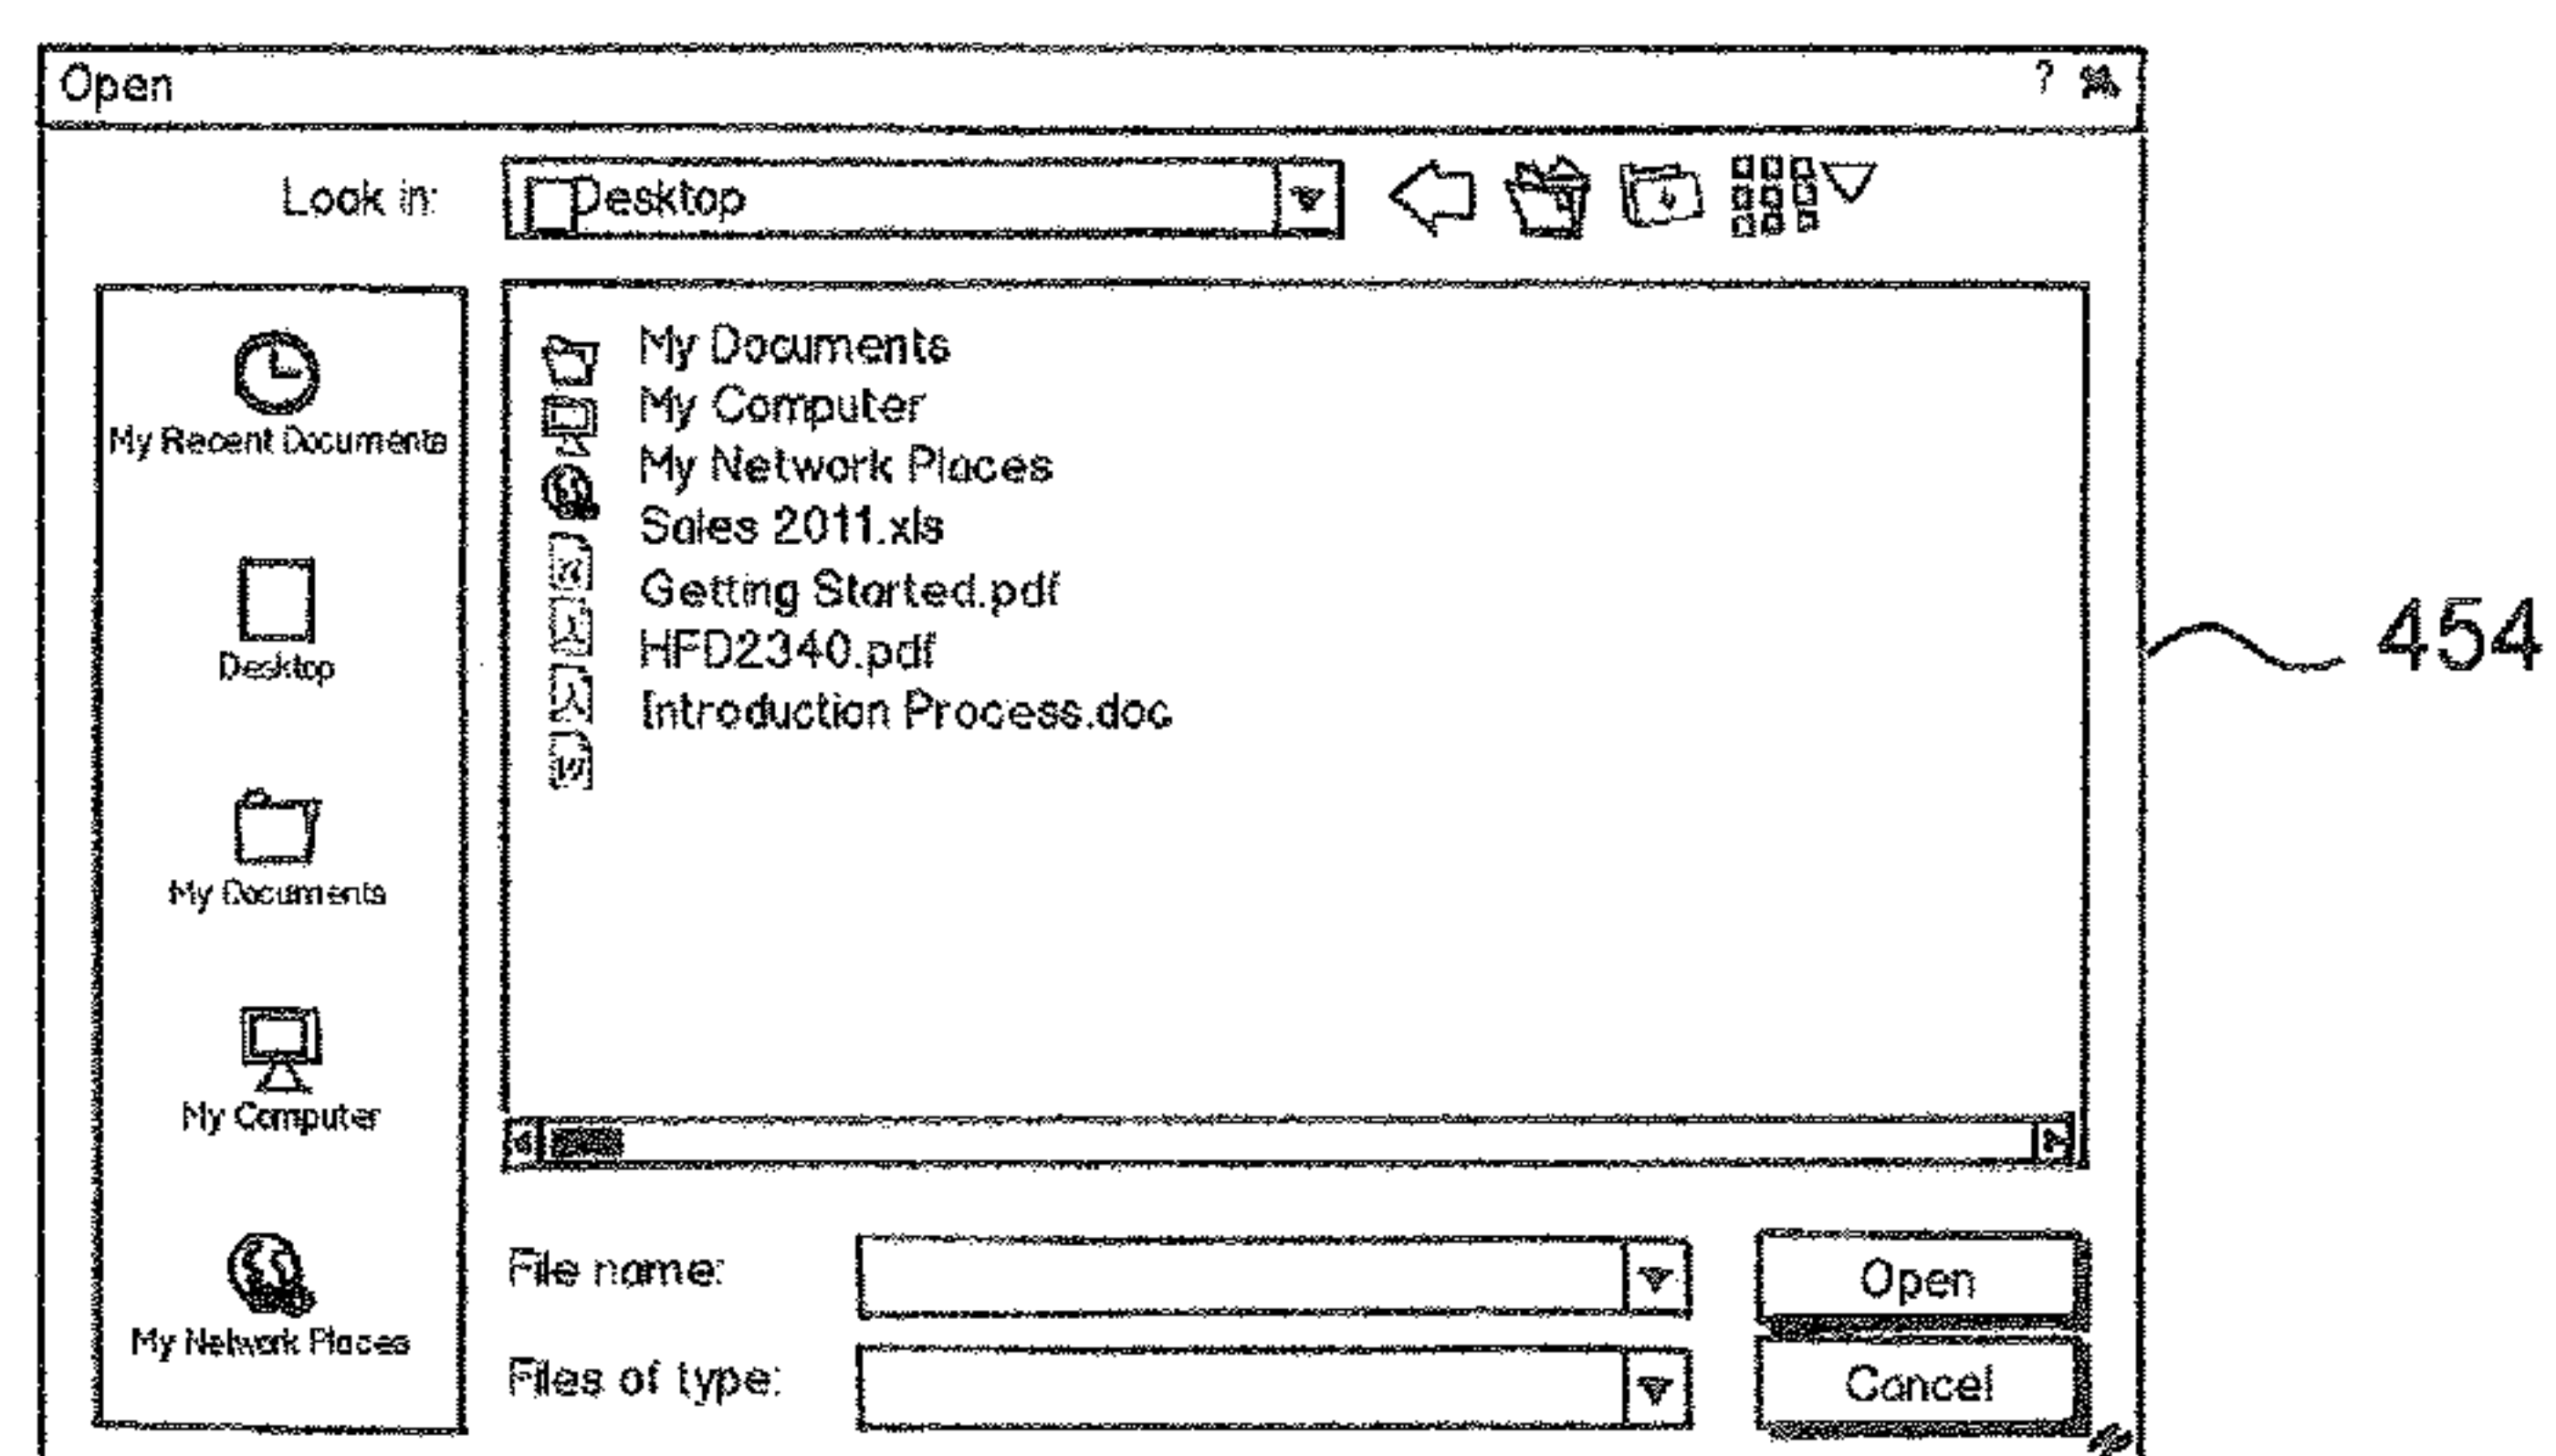 Open ?
Look in: Desktop
My Recent Documents
Desktop
My Documents
My Computer
My Network Places
My Documents
My Computer
My Network Places
Sales 2011.xls
Getting Started.pdf
HFD2340.pdf
Introduction Process.doc
454
File name:
Open
Files of type:
Cancel